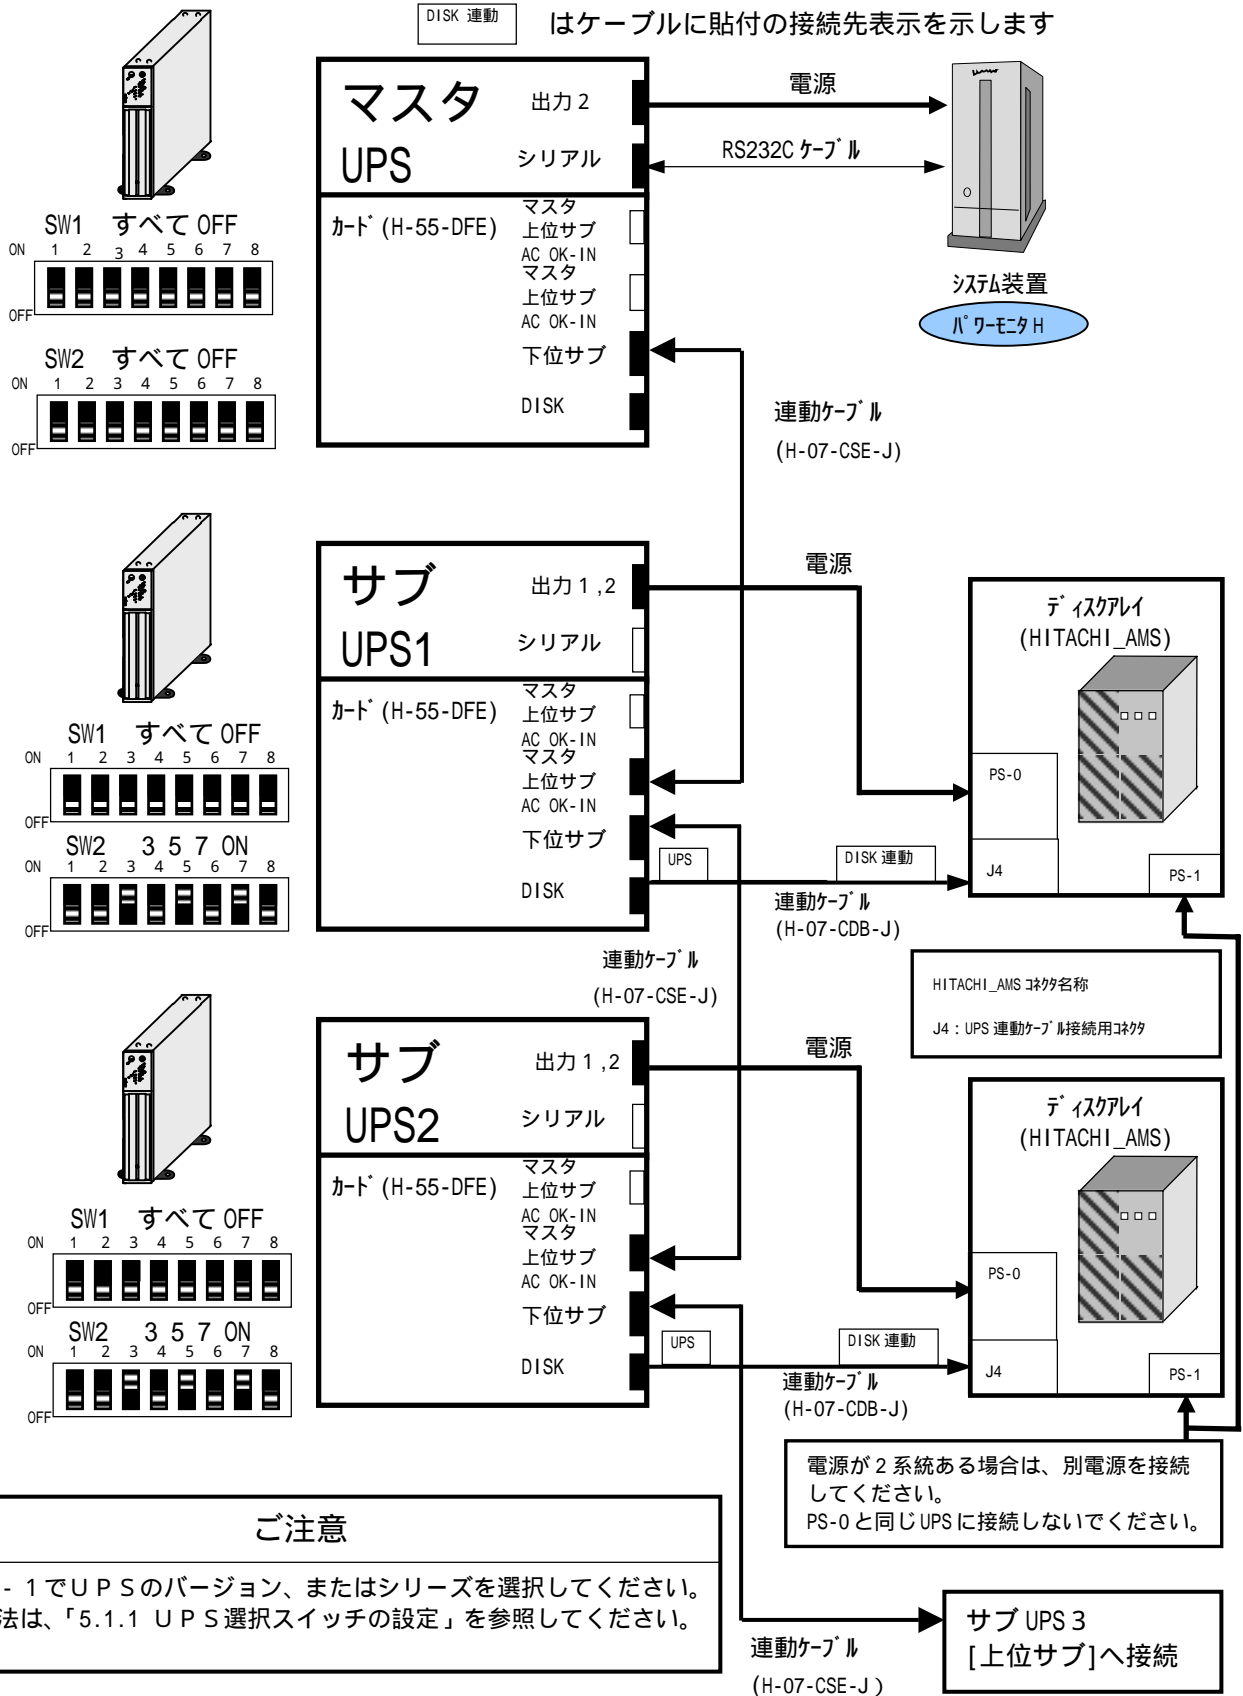 DISK 連動
はケーブルに貼付の接続先表示を示します
マスタ
UPS
出力 2
シリアル
電源
RS232C ケーブル
カード (H-55-DFE)
マスタ
上位サブ
AC OK-IN
マスタ
上位サブ
AC OK-IN
下位サブ
DISK
システム装置
パワーモニタ H
SW1 すべて OFF
ON 1 2 3 4 5 6 7 8
OFF
SW2 すべて OFF
ON 1 2 3 4 5 6 7 8
OFF
連動ケーブル
(H-07-CSE-J)
サブ
UPS1
出力 1 ,2
シリアル
電源
カード (H-55-DFE)
マスタ
上位サブ
AC OK-IN
マスタ
上位サブ
AC OK-IN
下位サブ
DISK
ディスクアレイ
(HITACHI_AMS)
PS-0
J4
PS-1
SW1 すべて OFF
ON 1 2 3 4 5 6 7 8
OFF
SW2 3 5 7 ON
ON 1 2 3 4 5 6 7 8
OFF
UPS
DISK 連動
連動ケーブル
(H-07-CDB-J)
連動ケーブル
(H-07-CSE-J)
HITACHI_AMS コネクタ名称
J4 : UPS 連動ケーブル接続用コネクタ
サブ
UPS2
出力 1 ,2
シリアル
電源
カード (H-55-DFE)
マスタ
上位サブ
AC OK-IN
マスタ
上位サブ
AC OK-IN
下位サブ
DISK
ディスクアレイ
(HITACHI_AMS)
PS-0
J4
PS-1
SW1 すべて OFF
ON 1 2 3 4 5 6 7 8
OFF
SW2 3 5 7 ON
ON 1 2 3 4 5 6 7 8
OFF
UPS
DISK 連動
連動ケーブル
(H-07-CDB-J)
電源が 2 系統ある場合は、別電源を接続
してください。
PS-0 と同じ UPS に接続しないでください。
ご注意
- 1でＵＰＳのバージョン、またはシリーズを選択してください。
法は、「5.1.1 ＵＰＳ選択スイッチの設定」を参照してください。
連動ケーブル
(H-07-CSE-J )
サブ UPS 3
[上位サブ]へ接続